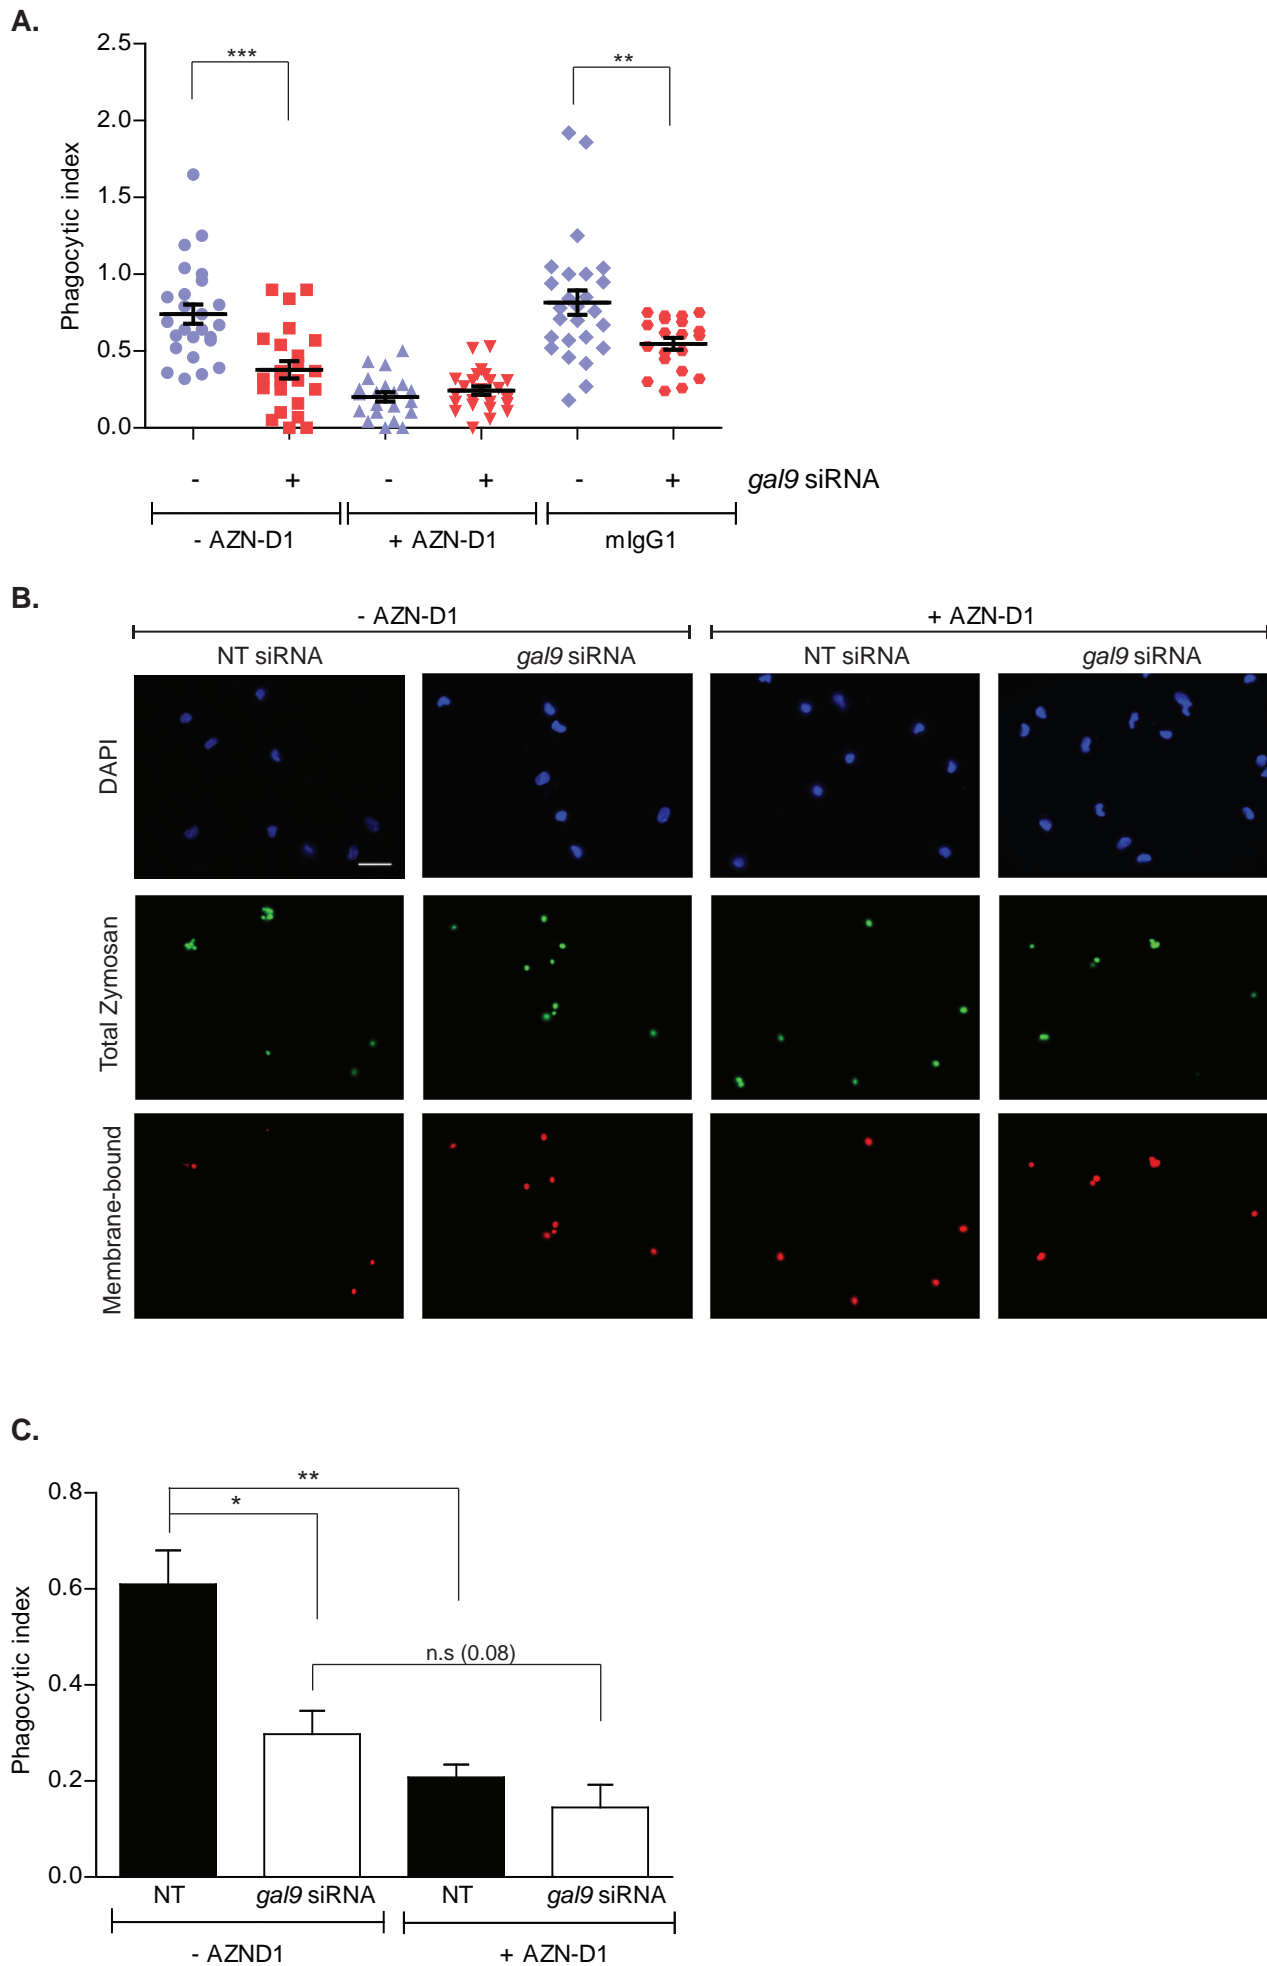 A.
2.5
***
**
2.0
1.5
Phagocytic index
1.0
0.5
0.0
- + - + - + gal9 siRNA
- AZN-D1 + AZN-D1 mIgG1
B.
- AZN-D1 + AZN-D1
NT siRNA gal9 siRNA NT siRNA gal9 siRNA
DAPI
Total Zymosan
Membrane-bound
C.
0.8
**
*
0.6
Phagocytic index
n.s (0.08)
0.4
0.2
0.0
NT gal9 siRNA NT gal9 siRNA
- AZND1 + AZN-D1